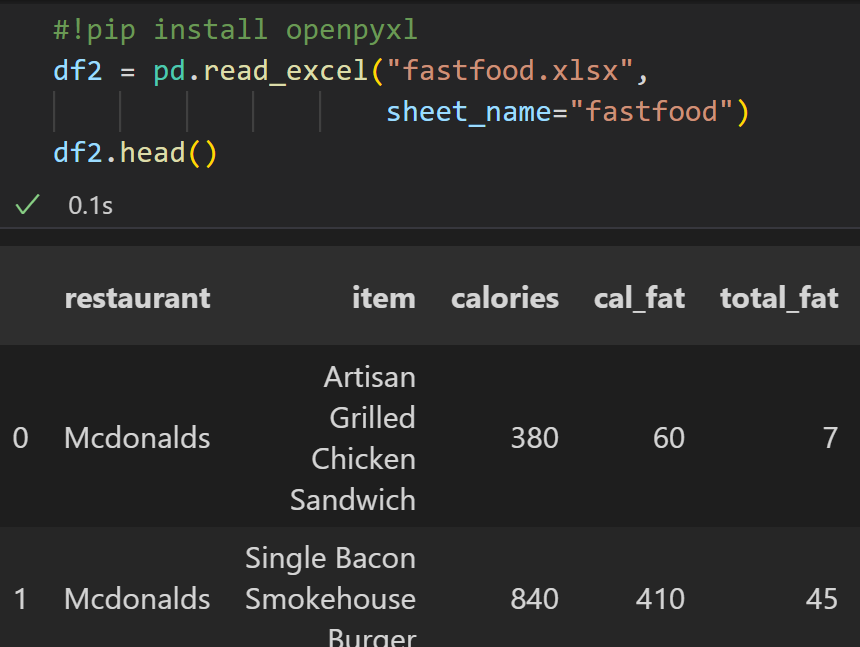 #!pip install openpyxl
df2 = pd.read_excel("fastfood.xlsx",
sheet_name="fastfood")
df2.head()
0.1s
restaurant item calories cal_fat total_fat
Artisan
Grilled
0 Mcdonalds Chicken 380 60 7
Sandwich
Single Bacon
1 Mcdonalds Smokehouse 840 410 45
Burger